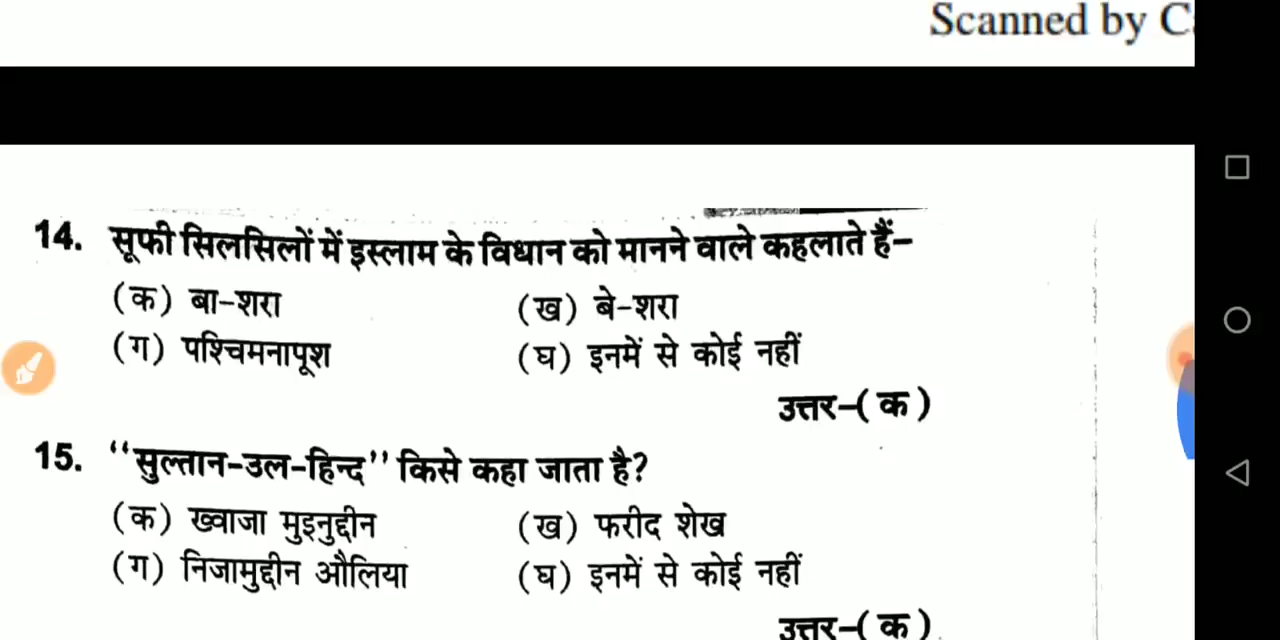 Scanned by C
14. सूफी सिलसिलों में इस्लाम के विधान को मानने वाले कहलाते हैं–
(क) बा-शरा (ख) बे-शरा
(ग) पश्चिमनापूश (घ) इनमें से कोई नहीं
उत्तर–(क)
15. ‘‘सुल्तान-उल-हिन्द’’ किसे कहा जाता है?
(क) ख्वाजा मुइनुद्दीन (ख) फरीद शेख
(ग) निजामुद्दीन औलिया (घ) इनमें से कोई नहीं
उत्तर–(क)